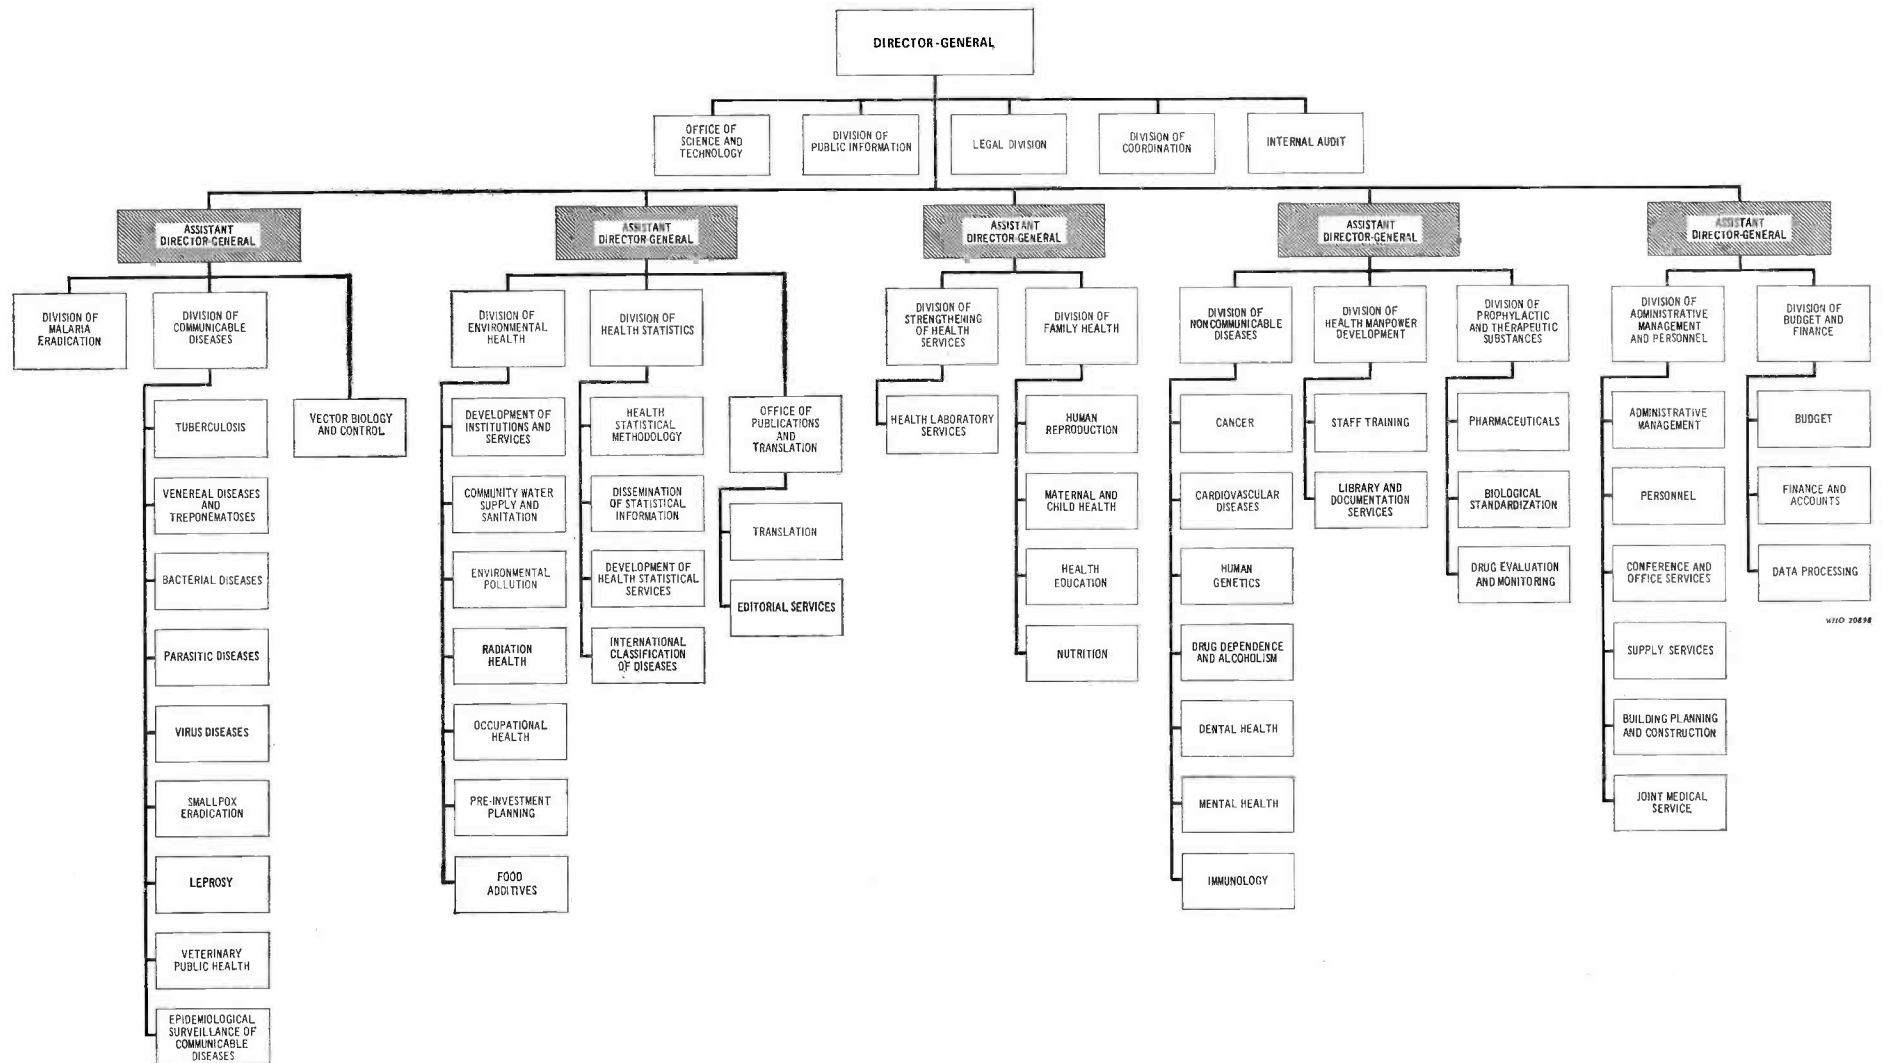 DIRECTOR-GENERAL
OFFICE OF
SCIENCE AND
TECHNOLOGY
DIVISION OF
PUBLIC INFORMATION
LEGAL DIVISION
DIVISION OF
COORDINATION
INTERNAL AUDIT
ASSISTANT
DIRECTOR-GENERAL
ASSISTANT
DIRECTOR-GENERAL
ASSISTANT
DIRECTOR-GENERAL
ASSISTANT
DIRECTOR-GENERAL
ASSISTANT
DIRECTOR-GENERAL
DIVISION OF
MALARIA
ERADICATION
DIVISION OF
COMMUNICABLE
DISEASES
VECTOR BIOLOGY
AND CONTROL
TUBERCULOSIS
VENEREAL DISEASES
AND
TREPONEMATOSES
BACTERIAL DISEASES
PARASITIC DISEASES
VIRUS DISEASES
SMALLPOX
ERADICATION
LEPROSY
VETERINARY
PUBLIC HEALTH
EPIDEMIOLOGICAL
SURVEILLANCE OF
COMMUNICABLE
DISEASES
DIVISION OF
ENVIRONMENTAL
HEALTH
DEVELOPMENT OF
INSTITUTIONS AND
SERVICES
COMMUNITY WATER
SUPPLY AND
SANITATION
ENVIRONMENTAL
POLLUTION
RADIATION
HEALTH
OCCUPATIONAL
HEALTH
PRE-INVESTMENT
PLANNING
FOOD
ADDITIVES
DIVISION OF
HEALTH STATISTICS
HEALTH
STATISTICAL
METHODOLOGY
DISSEMINATION
OF STATISTICAL
INFORMATION
DEVELOPMENT OF
HEALTH STATISTICAL
SERVICES
INTERNATIONAL
CLASSIFICATION
OF DISEASES
OFFICE OF
PUBLICATIONS
AND
TRANSLATION
TRANSLATION
EDITORIAL SERVICES
DIVISION OF
STRENGTHENING
OF HEALTH
SERVICES
HEALTH LABORATORY
SERVICES
DIVISION OF
FAMILY HEALTH
HUMAN
REPRODUCTION
MATERNAL AND
CHILD HEALTH
HEALTH
EDUCATION
NUTRITION
DIVISION OF
NONCOMMUNICABLE
DISEASES
CANCER
CARDIOVASCULAR
DISEASES
HUMAN
GENETICS
DRUG DEPENDENCE
AND ALCOHOLISM
DENTAL HEALTH
MENTAL HEALTH
IMMUNOLOGY
DIVISION OF
HEALTH MANPOWER
DEVELOPMENT
STAFF TRAINING
LIBRARY AND
DOCUMENTATION
SERVICES
DIVISION OF
PROPHYLACTIC
AND THERAPEUTIC
SUBSTANCES
PHARMACEUTICALS
BIOLOGICAL
STANDARDIZATION
DRUG EVALUATION
AND MONITORING
DIVISION OF
ADMINISTRATIVE
MANAGEMENT
AND PERSONNEL
ADMINISTRATIVE
MANAGEMENT
PERSONNEL
CONFERENCE AND
OFFICE SERVICES
SUPPLY SERVICES
BUILDING PLANNING
AND CONSTRUCTION
JOINT MEDICAL
SERVICE
DIVISION OF
BUDGET AND
FINANCE
BUDGET
FINANCE AND
ACCOUNTS
DATA PROCESSING
WHO 20898